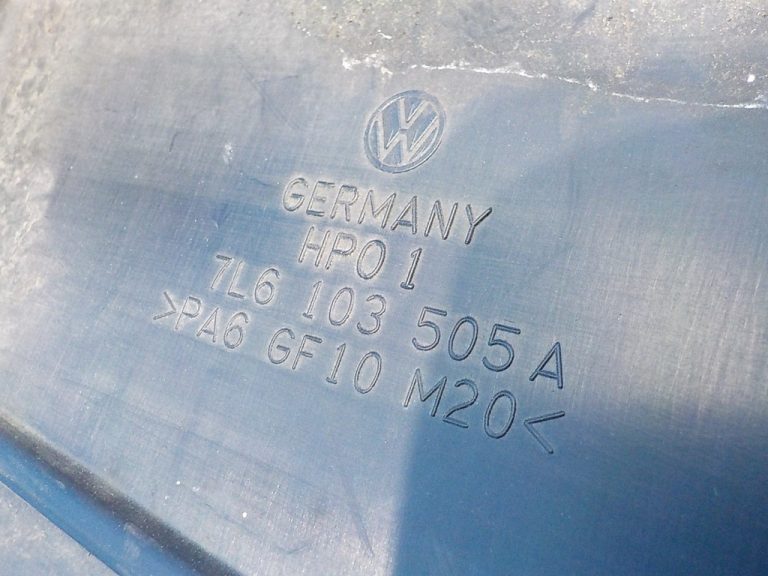 GERMANY
HPO 1
7L6 103 505 A
>PA6 GF10 M20<